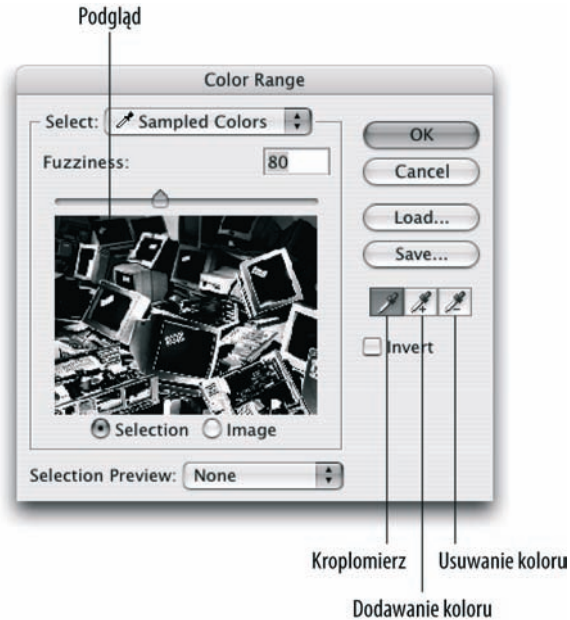 Podgląd
Color Range
Select: Sampled Colors
Fuzziness: 80
OK
Cancel
Load...
Save...
Invert
Selection Image
Selection Preview: None
Kroplomierz Usuwanie koloru
Dodawanie koloru